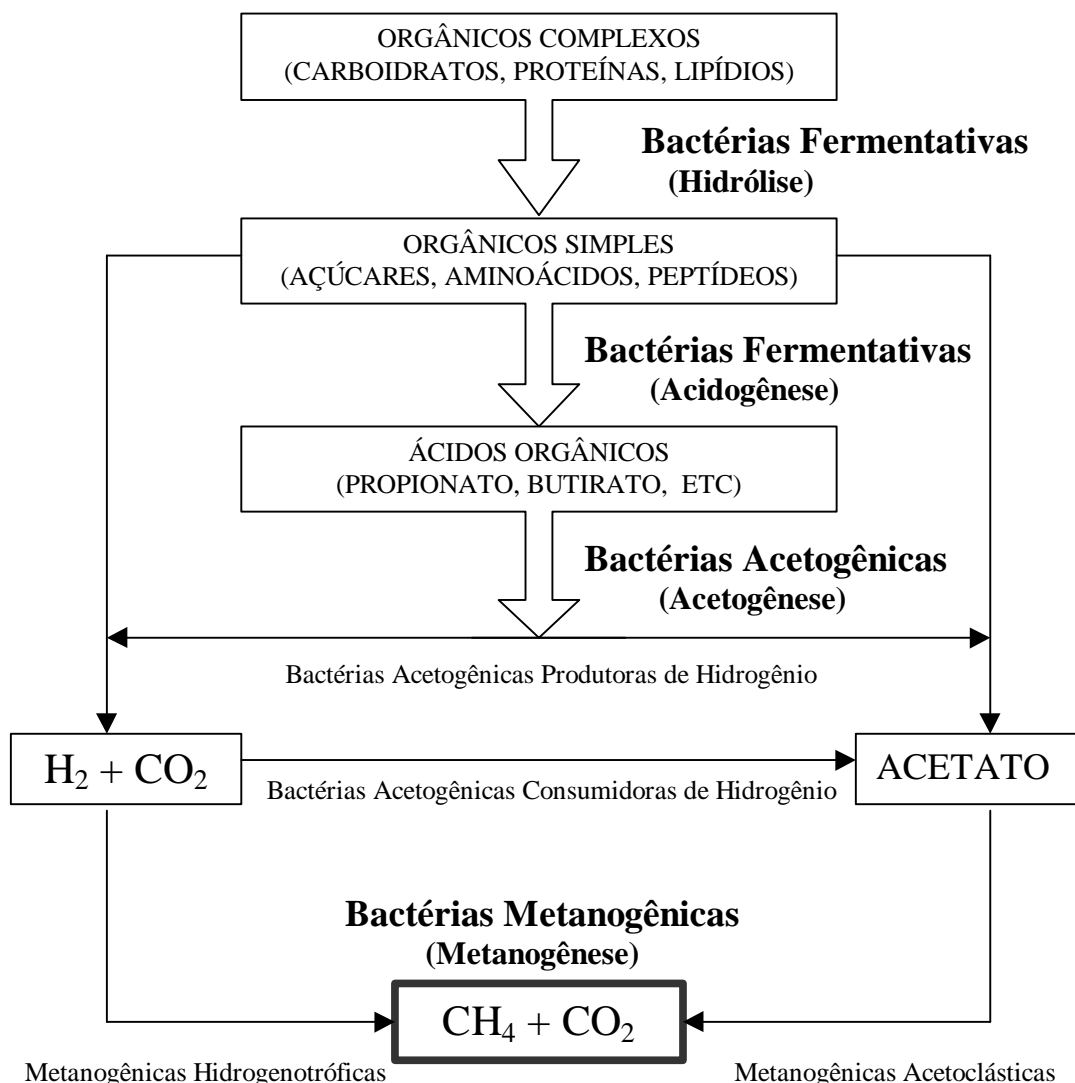 ORGÂNICOS COMPLEXOS
(CARBOIDRATOS, PROTEÍNAS, LIPÍDIOS)
Bactérias Fermentativas
(Hidrólise)
ORGÂNICOS SIMPLES
(AÇÚCARES, AMINOÁCIDOS, PEPTÍDEOS)
Bactérias Fermentativas
(Acidogênese)
ÁCIDOS ORGÂNICOS
(PROPIONATO, BUTIRATO, ETC)
Bactérias Acetogênicas
(Acetogênese)
Bactérias Acetogênicas Produtoras de Hidrogênio
H₂ + CO₂
ACETATO
Bactérias Acetogênicas Consumidoras de Hidrogênio
Bactérias Metanogênicas
(Metanogênese)
CH₄ + CO₂
Metanogênicas Hidrogenotróficas
Metanogênicas Acetoclásticas